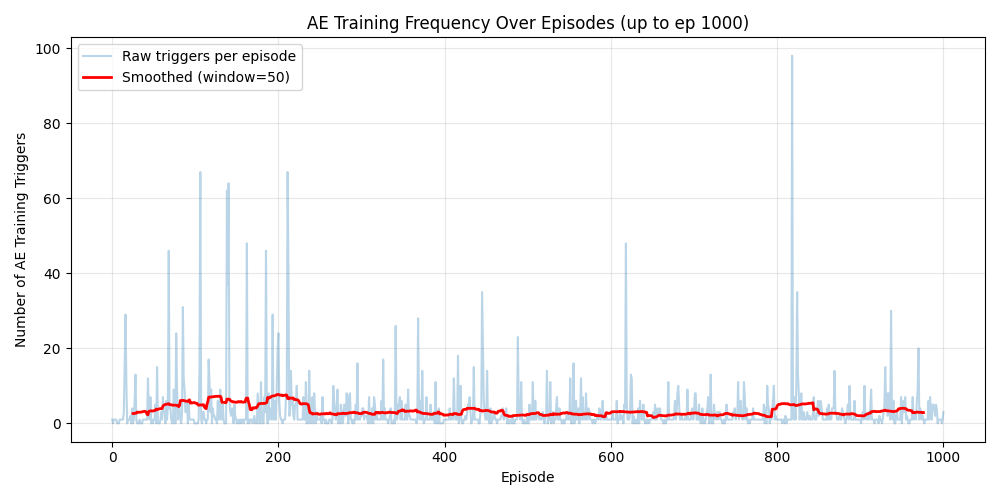 AE Training Frequency Over Episodes (up to ep 1000)
Raw triggers per episode
Smoothed (window=50)
Number of AE Training Triggers
100
80
60
40
20
0
0 200 400 600 800 1000
Episode